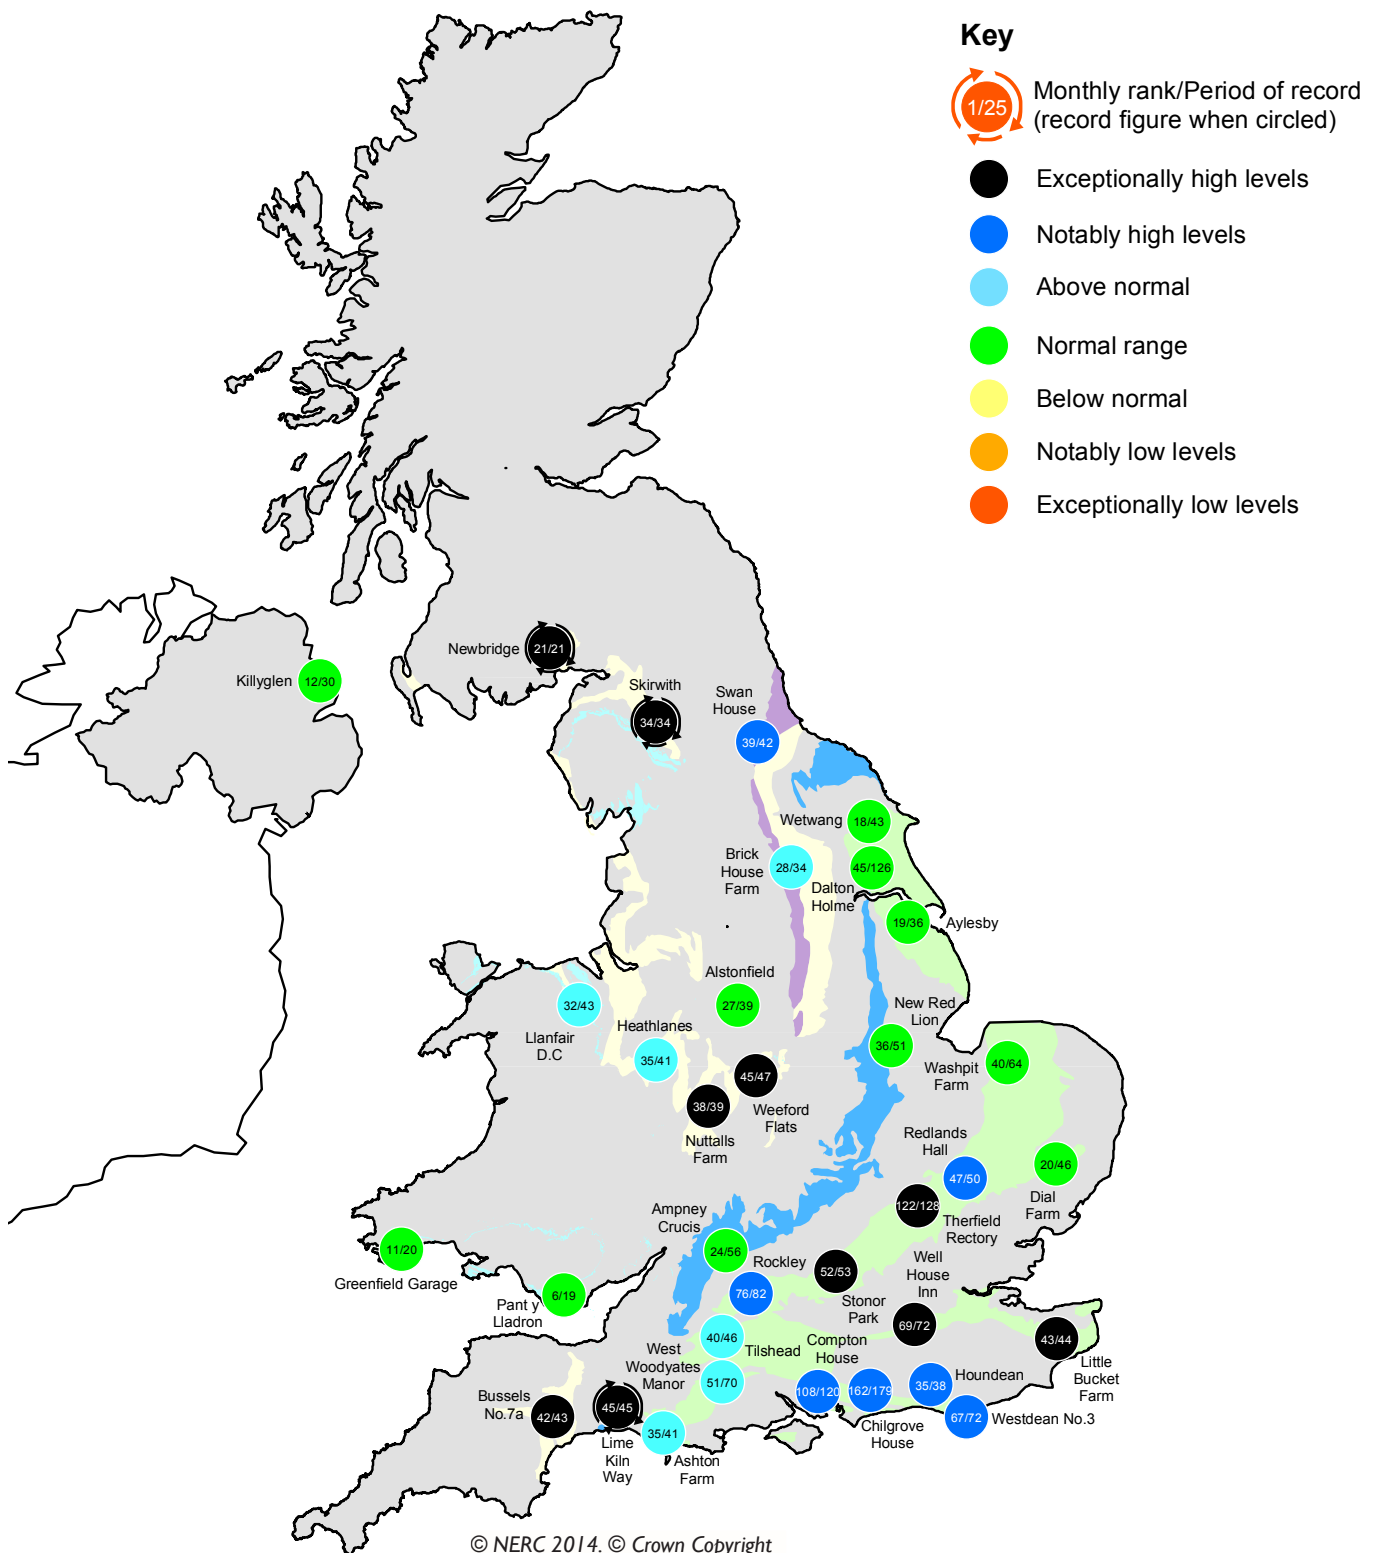 Key
1/25
Monthly rank/Period of record
(record figure when circled)
Exceptionally high levels
Notably high levels
Above normal
Normal range
Below normal
Notably low levels
Exceptionally low levels
Newbridge
21/21
Killyglen
12/30
Skirwith
34/34
Swan
House
39/42
Wetwang
18/43
Brick
House
Farm
28/34
45/126
Dalton
Holme
19/36
Aylesby
Alstonfield
27/39
New Red
Lion
36/51
32/43
Llanfair
D.C
Heathlanes
35/41
45/47
Weeford
Flats
38/39
Nuttalls
Farm
40/64
Washpit
Farm
Redlands
Hall
47/50
20/46
Dial
Farm
122/128
Therfield
Rectory
Ampney
Crucis
24/56
11/20
Greenfield Garage
6/19
Pant y
Lladron
Rockley
76/82
52/53
Stonor
Park
Well
House
Inn
69/72
43/44
Little
Bucket
Farm
40/46
Tilshead
West
Woodyates
Manor
51/70
Compton
House
108/120
162/179
Chilgrove
House
35/38
Houndean
67/72
Westdean No.3
Bussels
No.7a
42/43
45/45
Lime
Kiln
Way
35/41
Ashton
Farm
© NERC 2014. © Crown Copyright